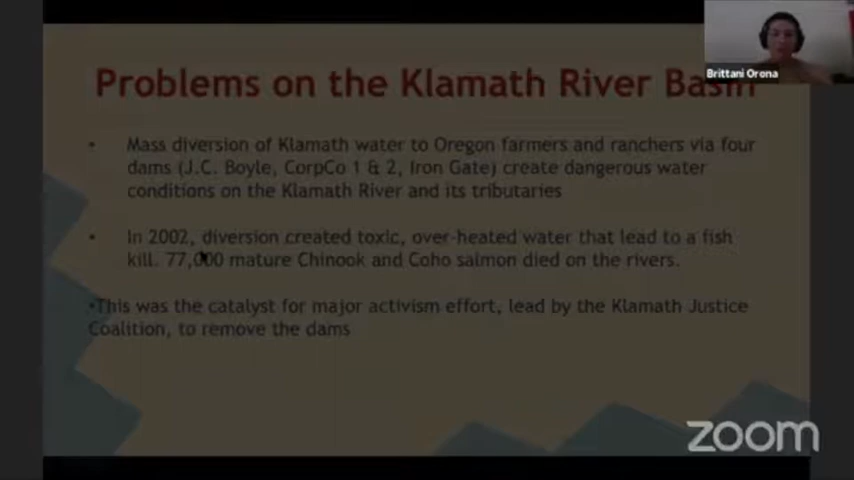 Brittani Orona
Problems on the Klamath River Basin
• Mass diversion of Klamath water to Oregon farmers and ranchers via four
dams (J.C. Boyle, CorpCo 1 & 2, Iron Gate) create dangerous water
conditions on the Klamath River and its tributaries
• In 2002, diversion created toxic, over-heated water that lead to a fish
kill. 77,000 mature Chinook and Coho salmon died on the rivers.
•This was the catalyst for major activism effort, lead by the Klamath Justice
Coalition, to remove the dams
zoom